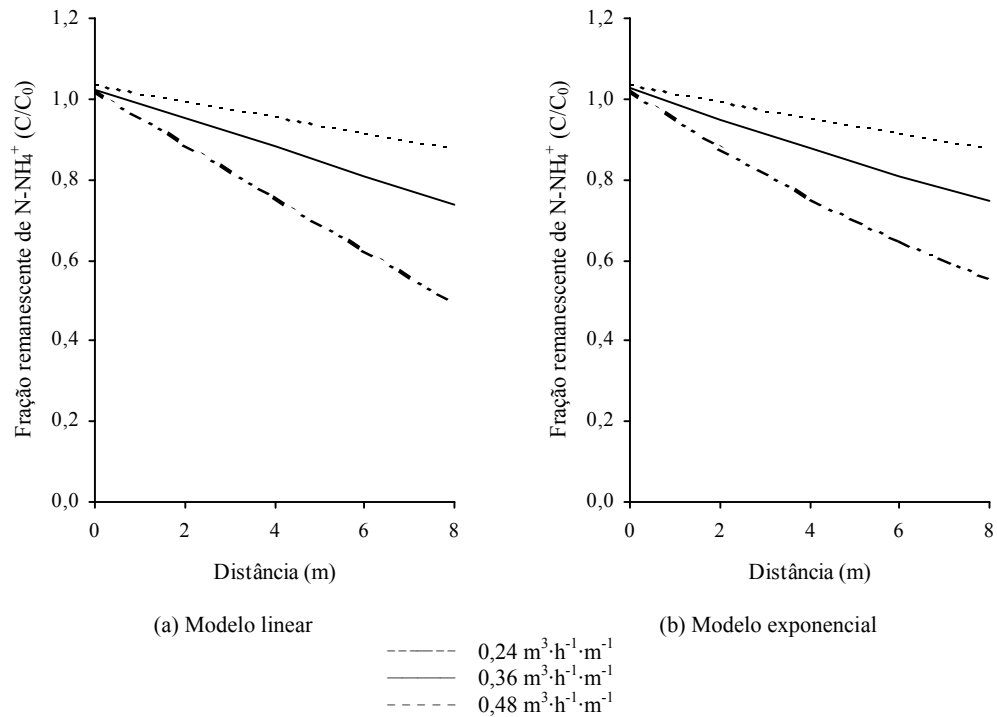 Fração remanescente de N-NH₄⁺ (C/C₀)
1,2
1,0
0,8
0,6
0,4
0,2
0,0
0 2 4 6 8
Distância (m)
(a) Modelo linear
Fração remanescente de N-NH₄⁺ (C/C₀)
1,2
1,0
0,8
0,6
0,4
0,2
0,0
0 2 4 6 8
Distância (m)
(b) Modelo exponencial
0,24 m³·h⁻¹·m⁻¹
0,36 m³·h⁻¹·m⁻¹
0,48 m³·h⁻¹·m⁻¹